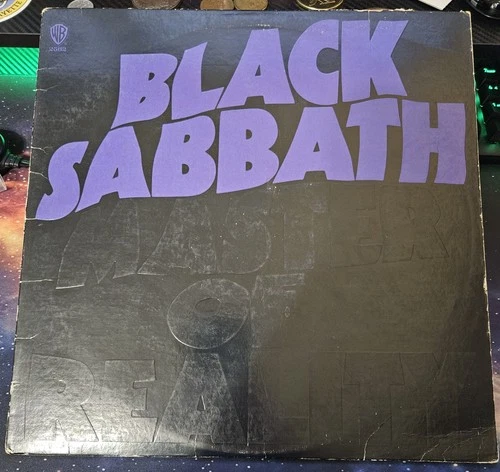 BLACK
SABBATH
MASTER
OF
REALITY